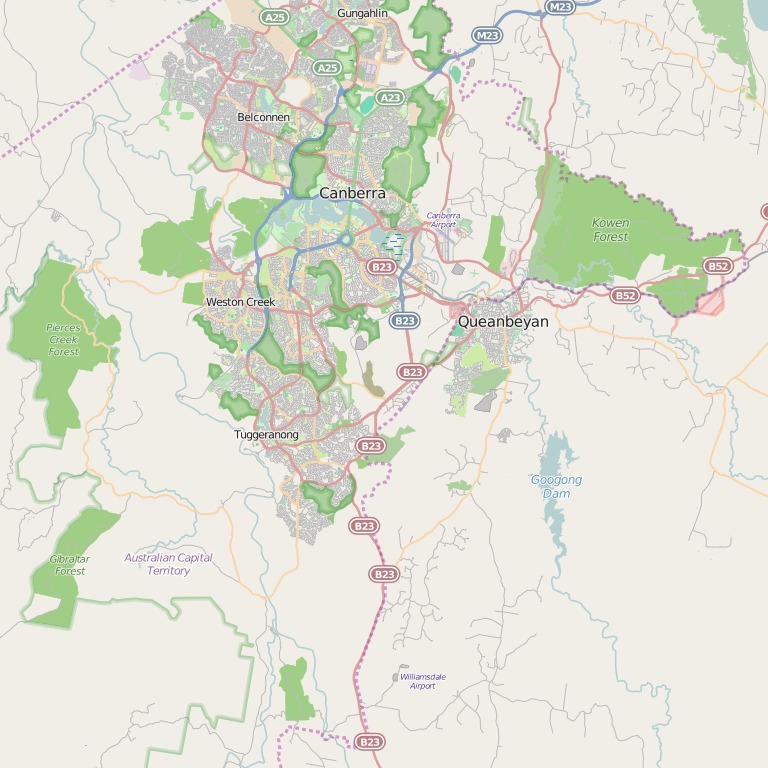 M23
Gungahlin
A25
M23
A25
A23
Belconnen
Canberra
Canberra
Airport
Kowen
Forest
B23
B52
B52
Weston Creek
B23
Queanbeyan
Pierces
Creek
Forest
B23
Tuggeranong
B23
Googong
Dam
B23
Gibraltar
Forest
Australian Capital
Territory
B23
Williamsdale
Airport
B23